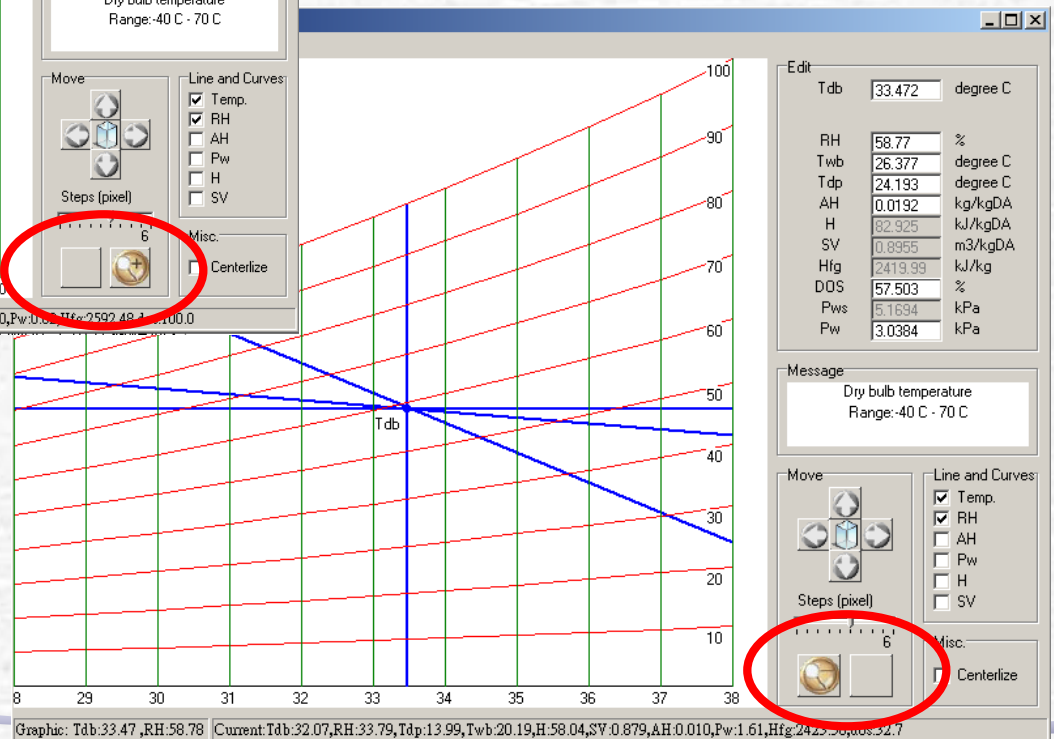 Dry bulb temperature
Range:-40 C - 70 C
Move
Line and Curves
Temp.
RH
AH
Pw
H
SV
Steps (pixel)
6
Misc.
Centerlize
Hfg:2592.48
100.0
100
90
80
70
60
50
40
30
20
10
Tdb
8 29 30 31 32 33 34 35 36 37 38
Edit
Tdb 33.472 degree C
RH 58.77 %
Twb 26.377 degree C
Tdp 24.193 degree C
AH 0.0192 kg/kgDA
H 82.925 kJ/kgDA
SV 0.8955 m3/kgDA
Hfg 2419.99 kJ/kg
DOS 57.503 %
Pws 5.1694 kPa
Pw 3.0384 kPa
Message
Dry bulb temperature
Range:-40 C - 70 C
Move
Line and Curves
Temp.
RH
AH
Pw
H
SV
Steps (pixel)
6
Misc.
Centerlize
Graphic: Tdb:33.47 ,RH:58.78 Current:Tdb:32.07,RH:33.79,Tdp:13.99,Twb:20.19,H:58.04,SV:0.879,AH:0.010,Pw:1.61,